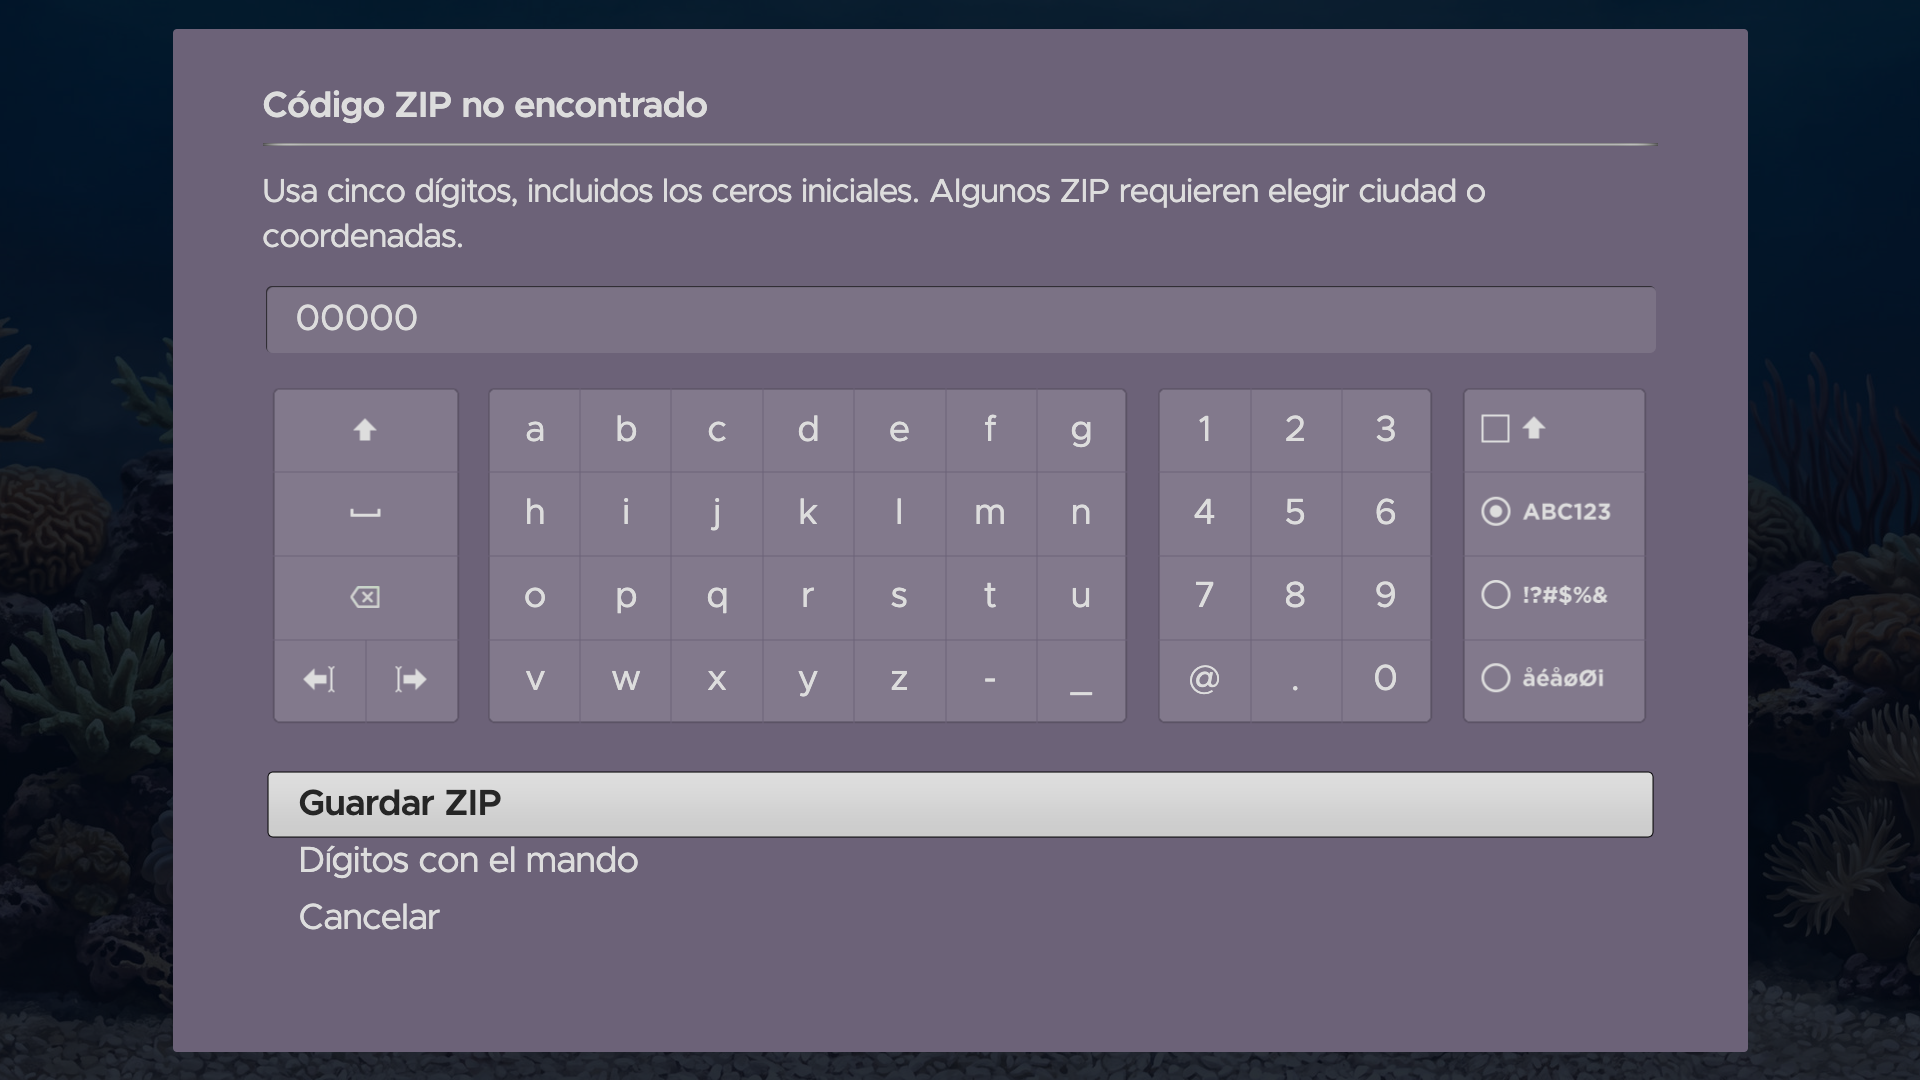 Código ZIP no encontrado
Usa cinco dígitos, incluidos los ceros iniciales. Algunos ZIP requieren elegir ciudad o
coordenadas.
00000
a b c d e f g 1 2 3
h i j k l m n 4 5 6 ABC123
o p q r s t u 7 8 9 !?#$%&
v w x y z - _ @ . 0 åéåøØi
Guardar ZIP
Dígitos con el mando
Cancelar